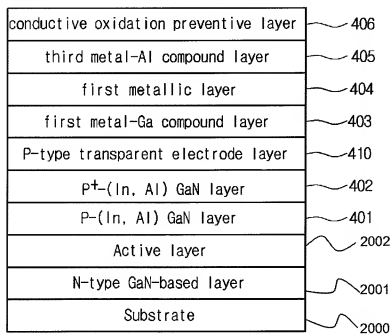 conductive oxidation preventive layer 406
third metal-Al compound layer 405
first metallic layer 404
first metal-Ga compound layer 403
P-type transparent electrode layer 410
P+-(In, Al) GaN layer 402
P-(In, Al) GaN layer 401
Active layer 2002
N-type GaN-based layer 2001
Substrate 2000